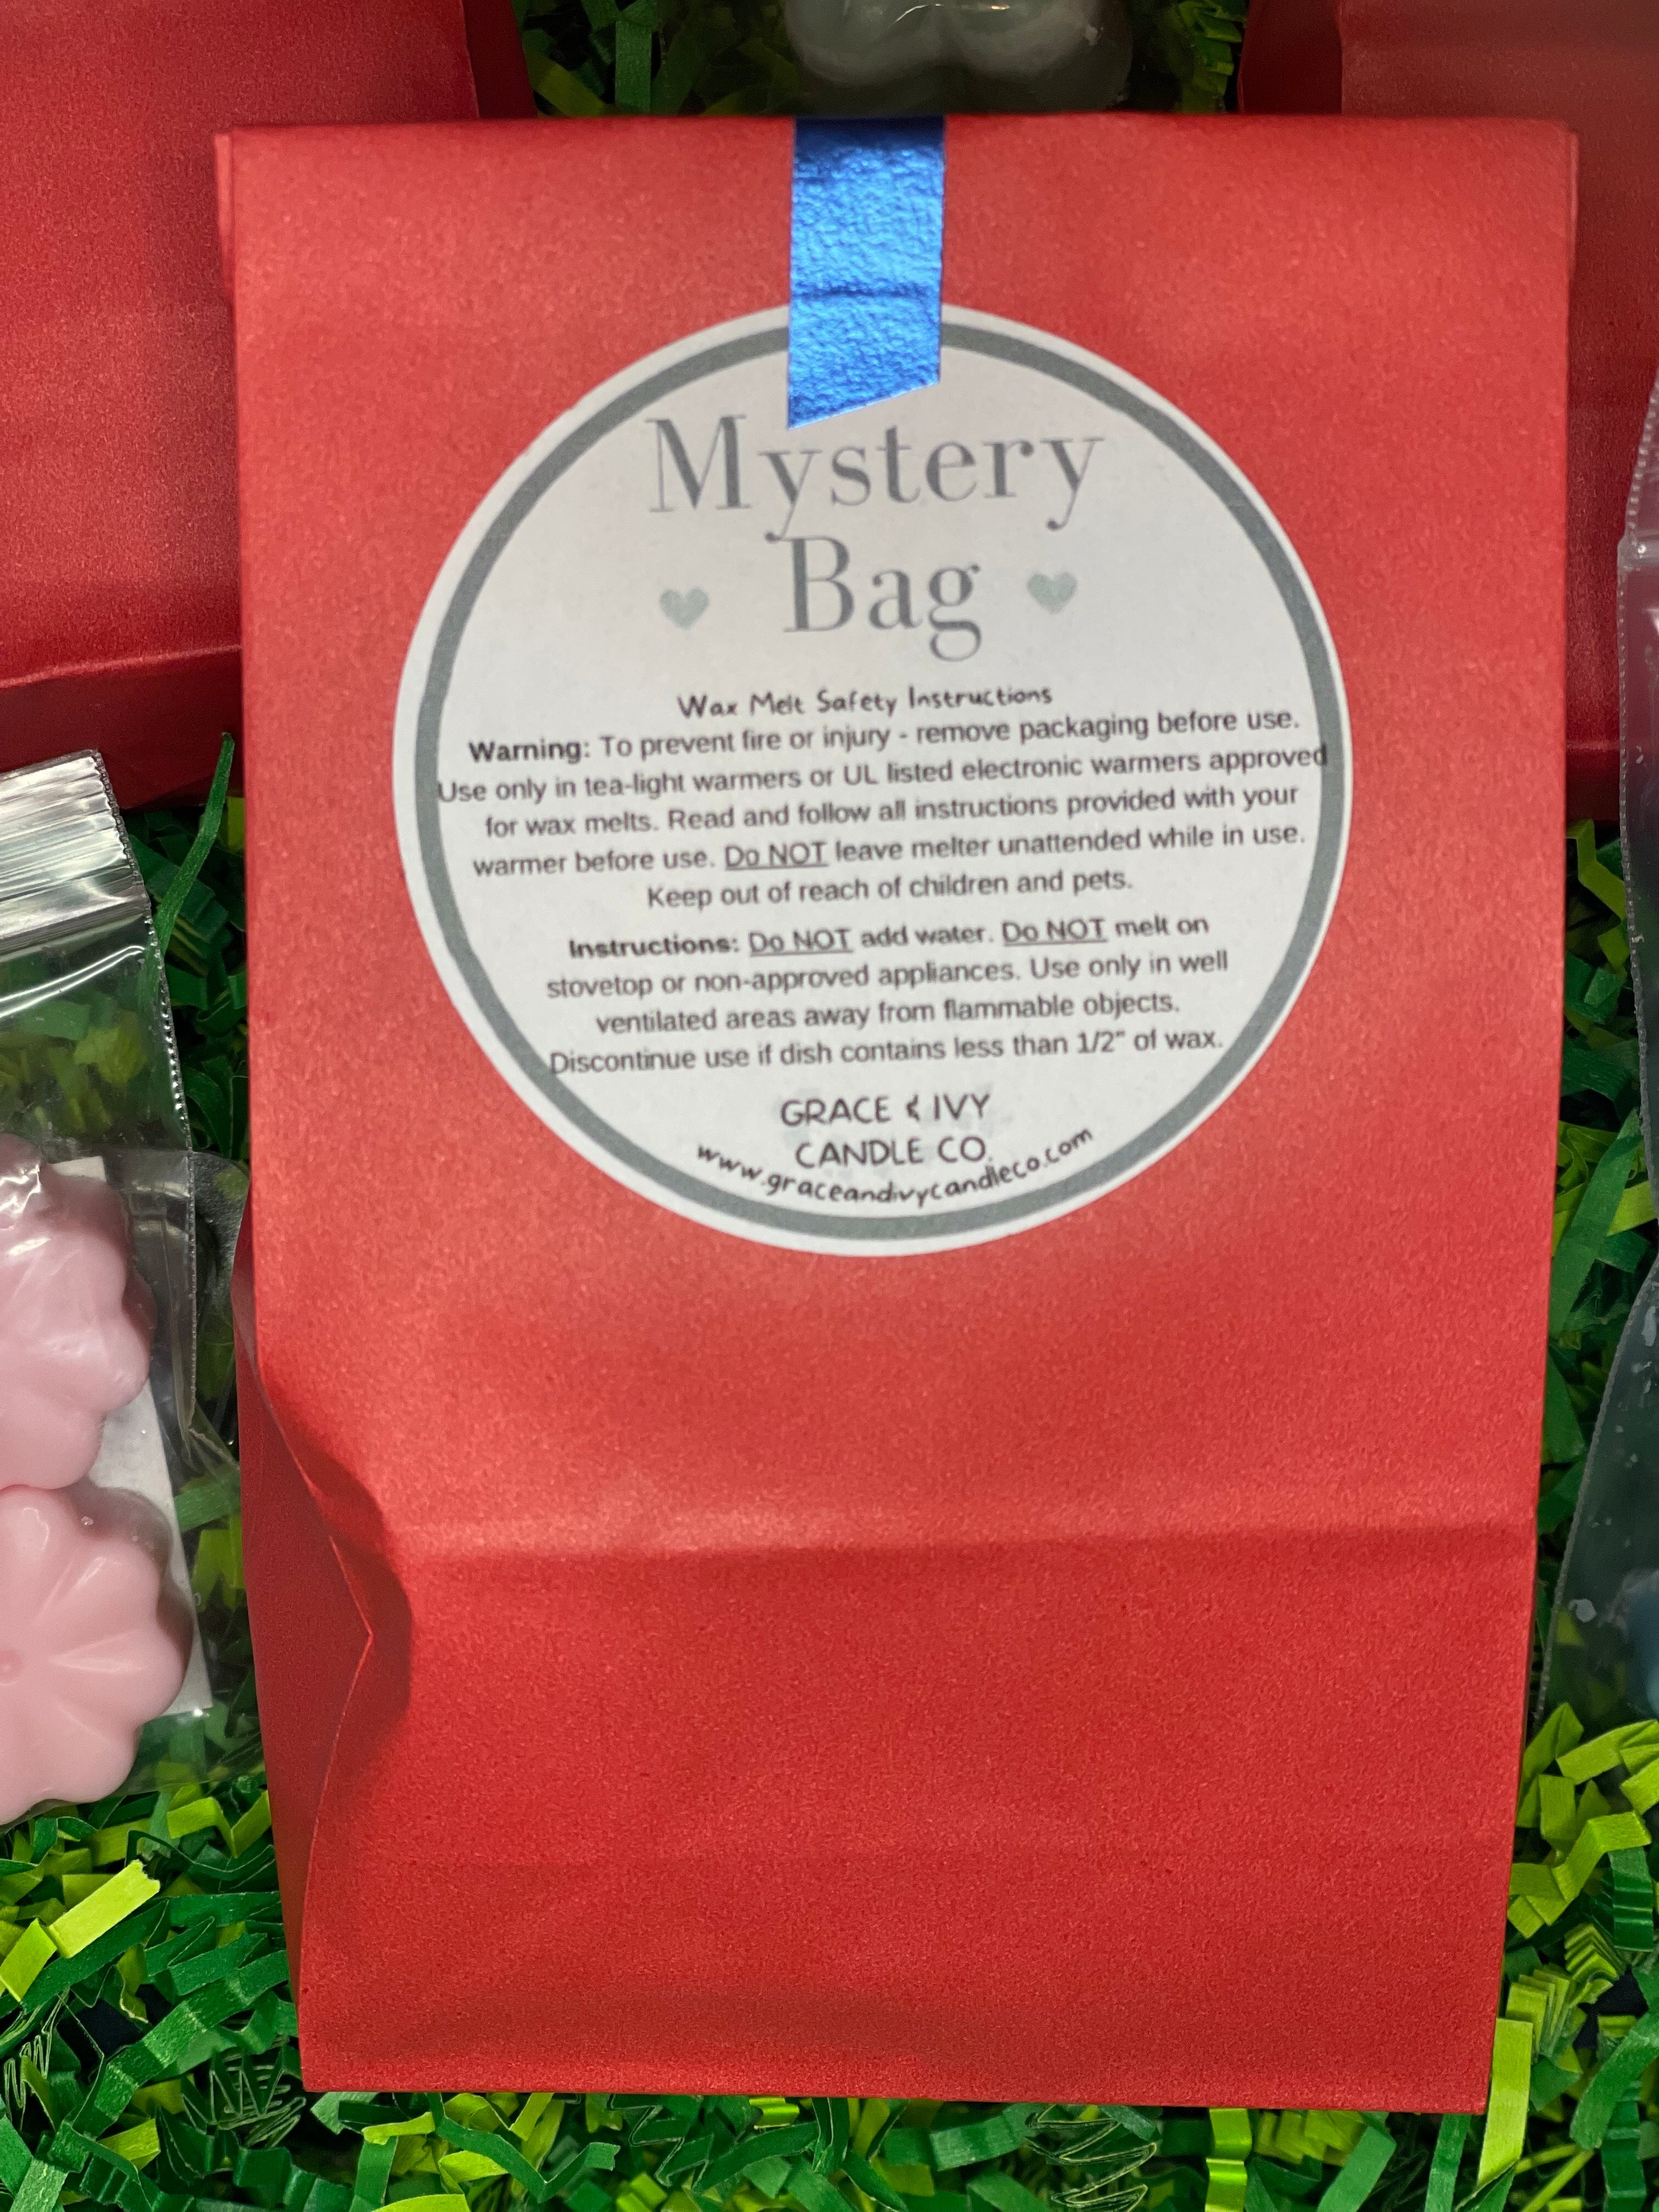 Mystery
Bag
Wax Melt Safety Instructions
Warning: To prevent fire or injury - remove packaging before use.
Use only in tea-light warmers or UL listed electronic warmers approved
for wax melts. Read and follow all instructions provided with your
warmer before use. Do NOT leave melter unattended while in use.
Keep out of reach of children and pets.
Instructions: Do NOT add water. Do NOT melt on
stovetop or non-approved appliances. Use only in well
ventilated areas away from flammable objects.
Discontinue use if dish contains less than 1/2" of wax.
GRACE & IVY
CANDLE CO.
www.graceandivycandleco.com